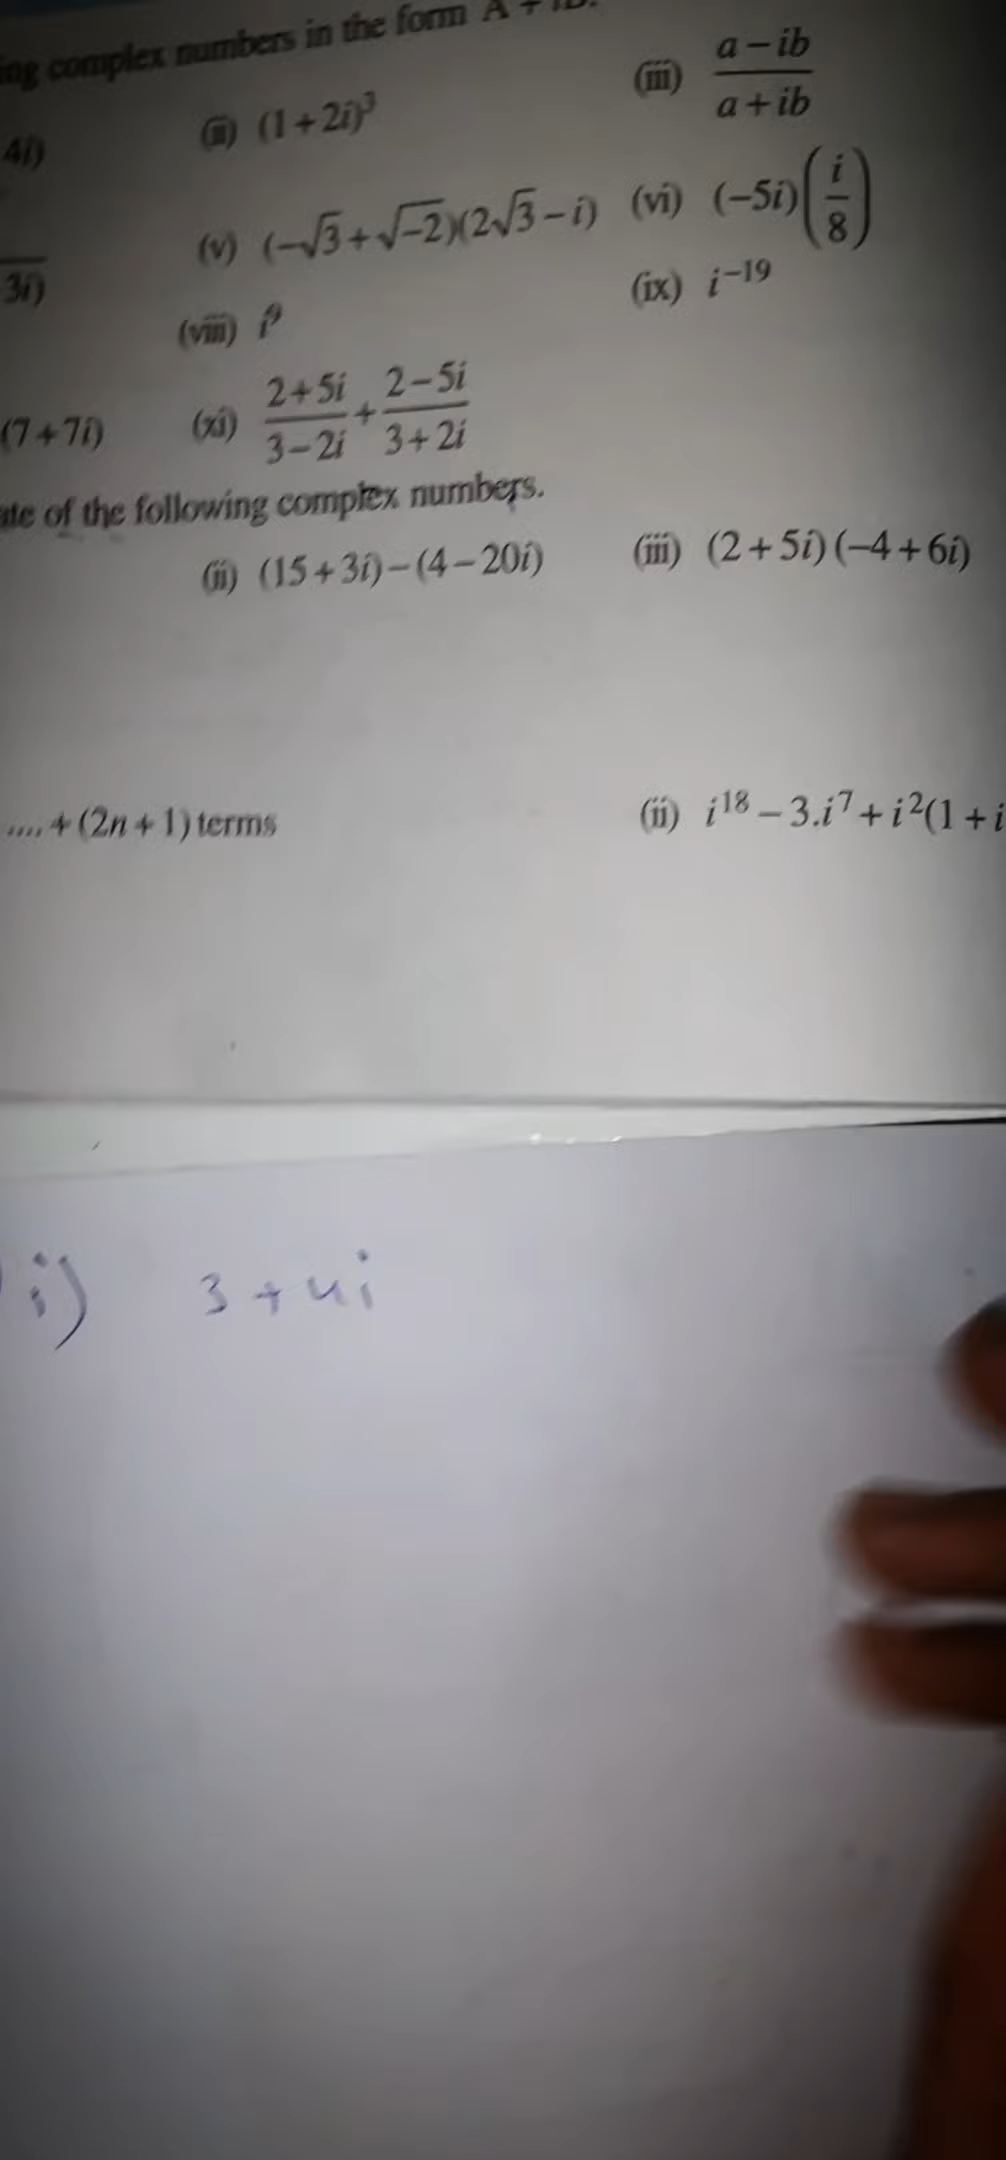 ing complex numbers in the form A + iB.
4i) (ii) (1+2i)³ (iii) (a-ib)/(a+ib)
3i) (v) (-√3+√-2)(2√3-i) (vi) (-5i)(i/8)
(viii) i⁹ (ix) i⁻¹⁹
(7+7i) (xi) (2+5i)/(3-2i) + (2-5i)/(3+2i)
ate of the following complex numbers.
(ii) (15+3i)-(4-20i) (iii) (2+5i)(-4+6i)
....+(2n+1) terms (ii) i¹⁸-3.i⁷+i²(1+i
i) 3+4i